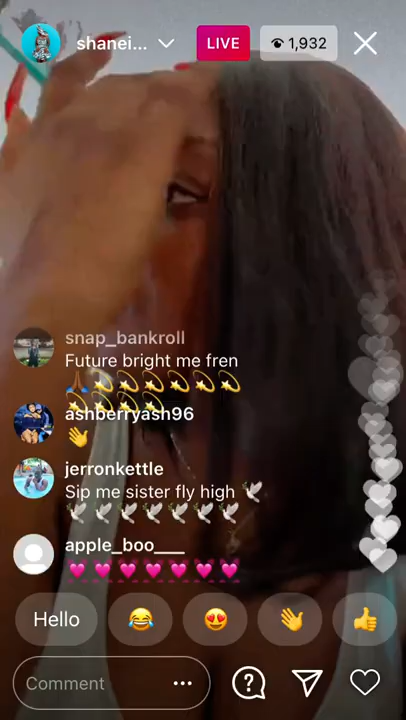 shanei...
LIVE
1,932
snap_bankroll
Future bright me fren
🙏🏾💫💫💫💫💫💫
💫💫💫💫
ashberryash96
👋
jerronkettle
Sip me sister fly high 🕊
🕊🕊🕊🕊🕊🕊🕊
apple_boo___
💗💗💗💗💗💗💗
Hello 😂 😍 👋 👍
Comment ...